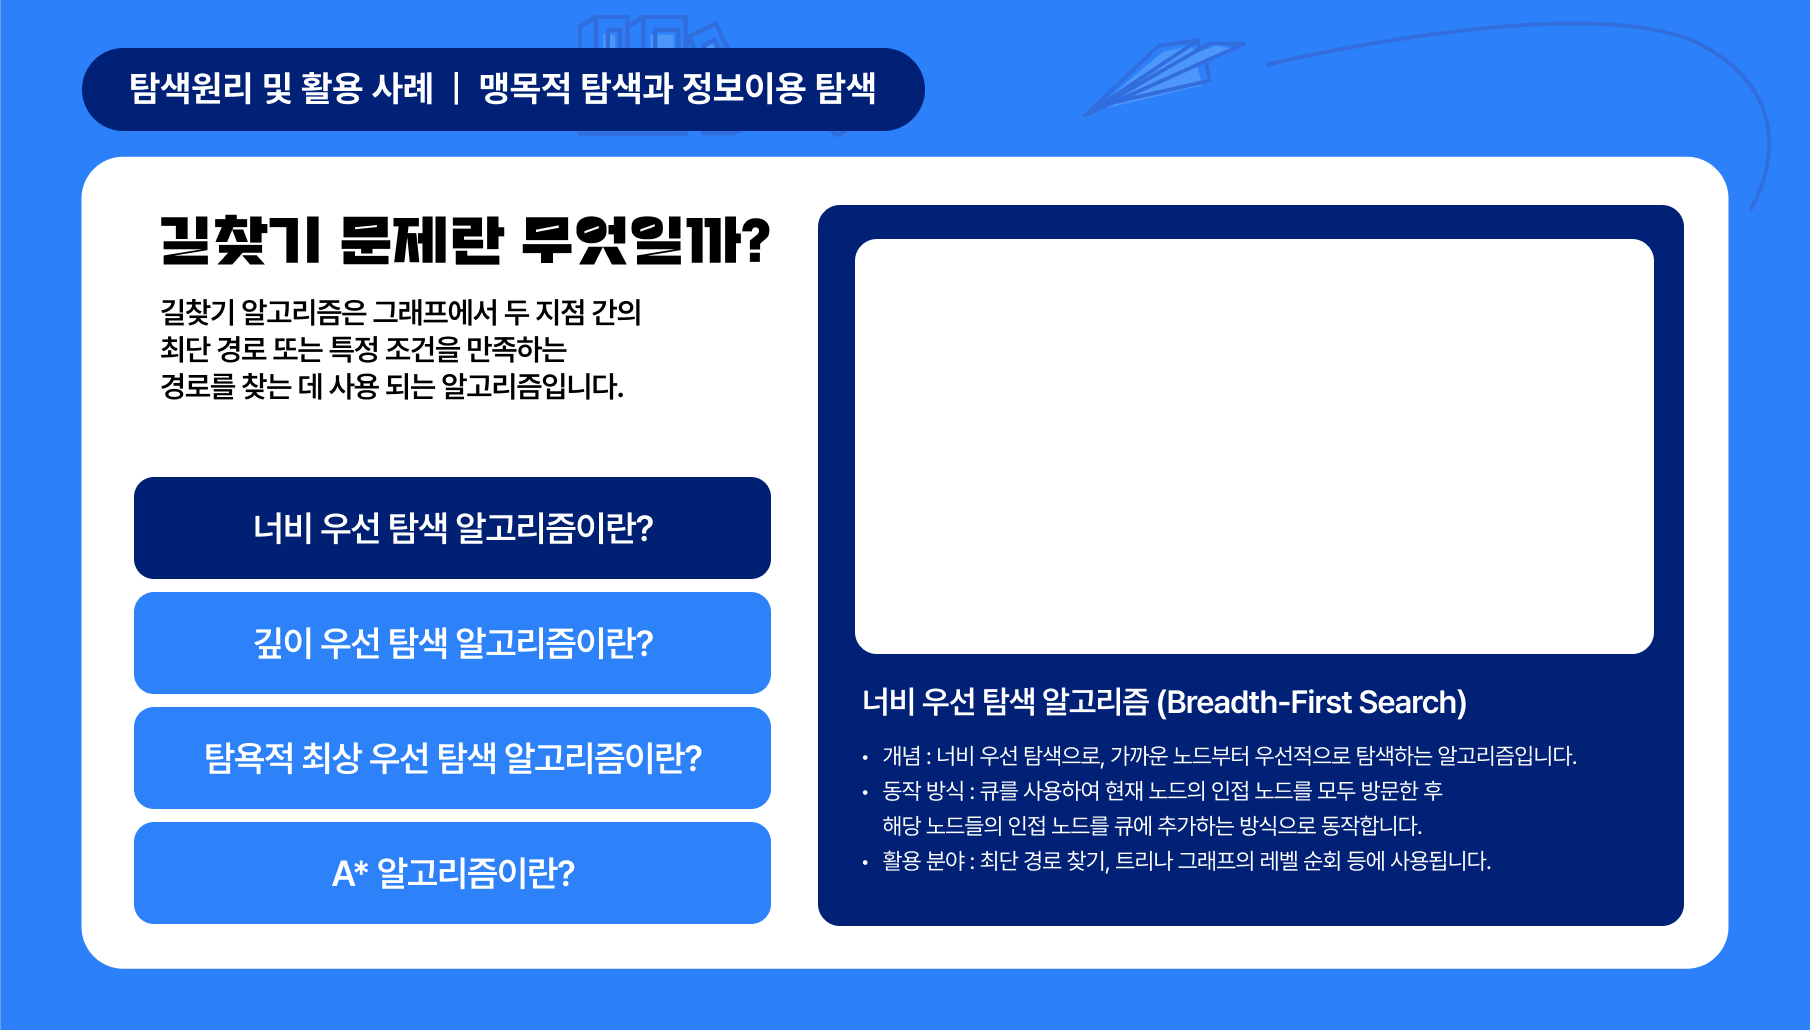 탐색원리 및 활용 사례 | 맹목적 탐색과 정보이용 탐색
길찾기 문제란 무엇일까?
길찾기 알고리즘은 그래프에서 두 지점 간의
최단 경로 또는 특정 조건을 만족하는
경로를 찾는 데 사용 되는 알고리즘입니다.
너비 우선 탐색 알고리즘이란?
깊이 우선 탐색 알고리즘이란?
탐욕적 최상 우선 탐색 알고리즘이란?
A* 알고리즘이란?
너비 우선 탐색 알고리즘 (Breadth-First Search)
• 개념 : 너비 우선 탐색으로, 가까운 노드부터 우선적으로 탐색하는 알고리즘입니다.
• 동작 방식 : 큐를 사용하여 현재 노드의 인접 노드를 모두 방문한 후
해당 노드들의 인접 노드를 큐에 추가하는 방식으로 동작합니다.
• 활용 분야 : 최단 경로 찾기, 트리나 그래프의 레벨 순회 등에 사용됩니다.